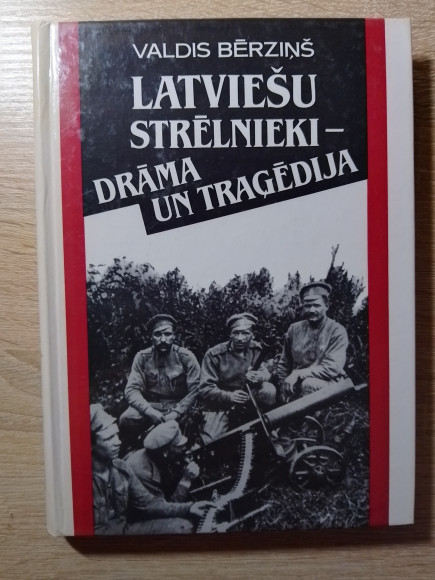 VALDIS BĒRZIŅŠ
LATVIEŠU
STRĒLNIEKI –
DRĀMA
UN TRAĢĒDIJA